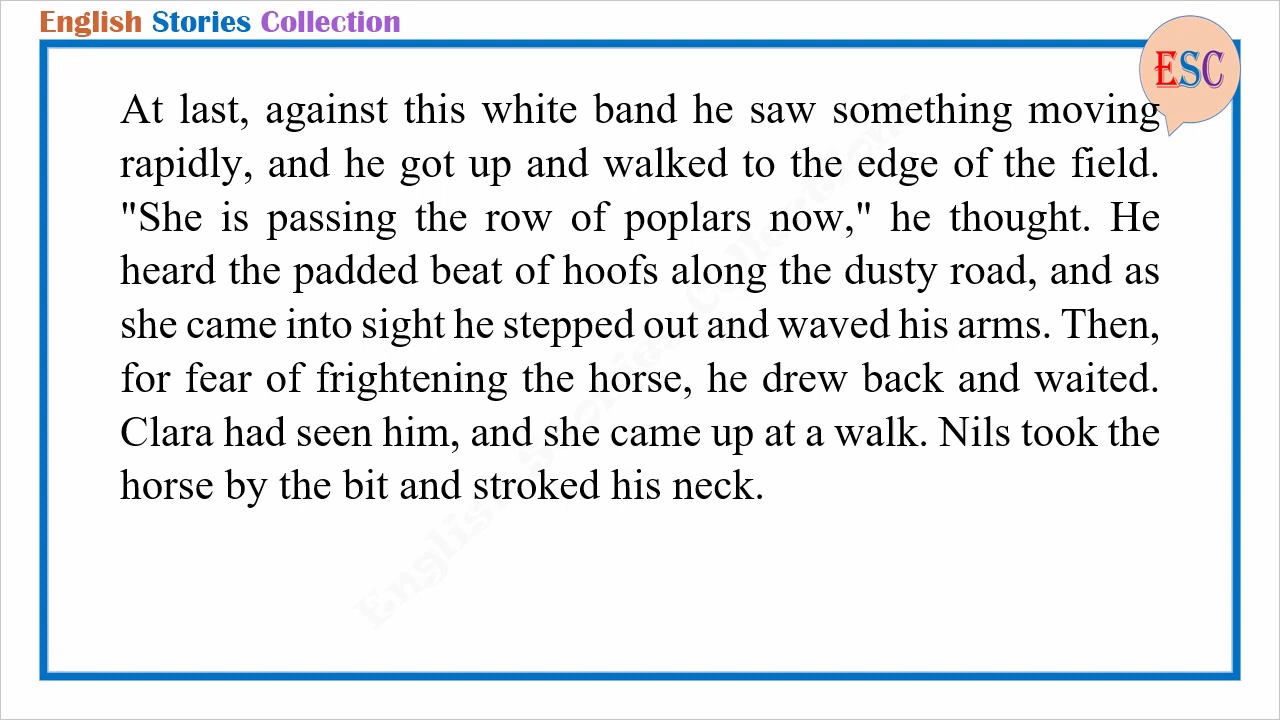 English Stories Collection
ESC
At last, against this white band he saw something moving
rapidly, and he got up and walked to the edge of the field.
"She is passing the row of poplars now," he thought. He
heard the padded beat of hoofs along the dusty road, and as
she came into sight he stepped out and waved his arms. Then,
for fear of frightening the horse, he drew back and waited.
Clara had seen him, and she came up at a walk. Nils took the
horse by the bit and stroked his neck.
English Stories Collection